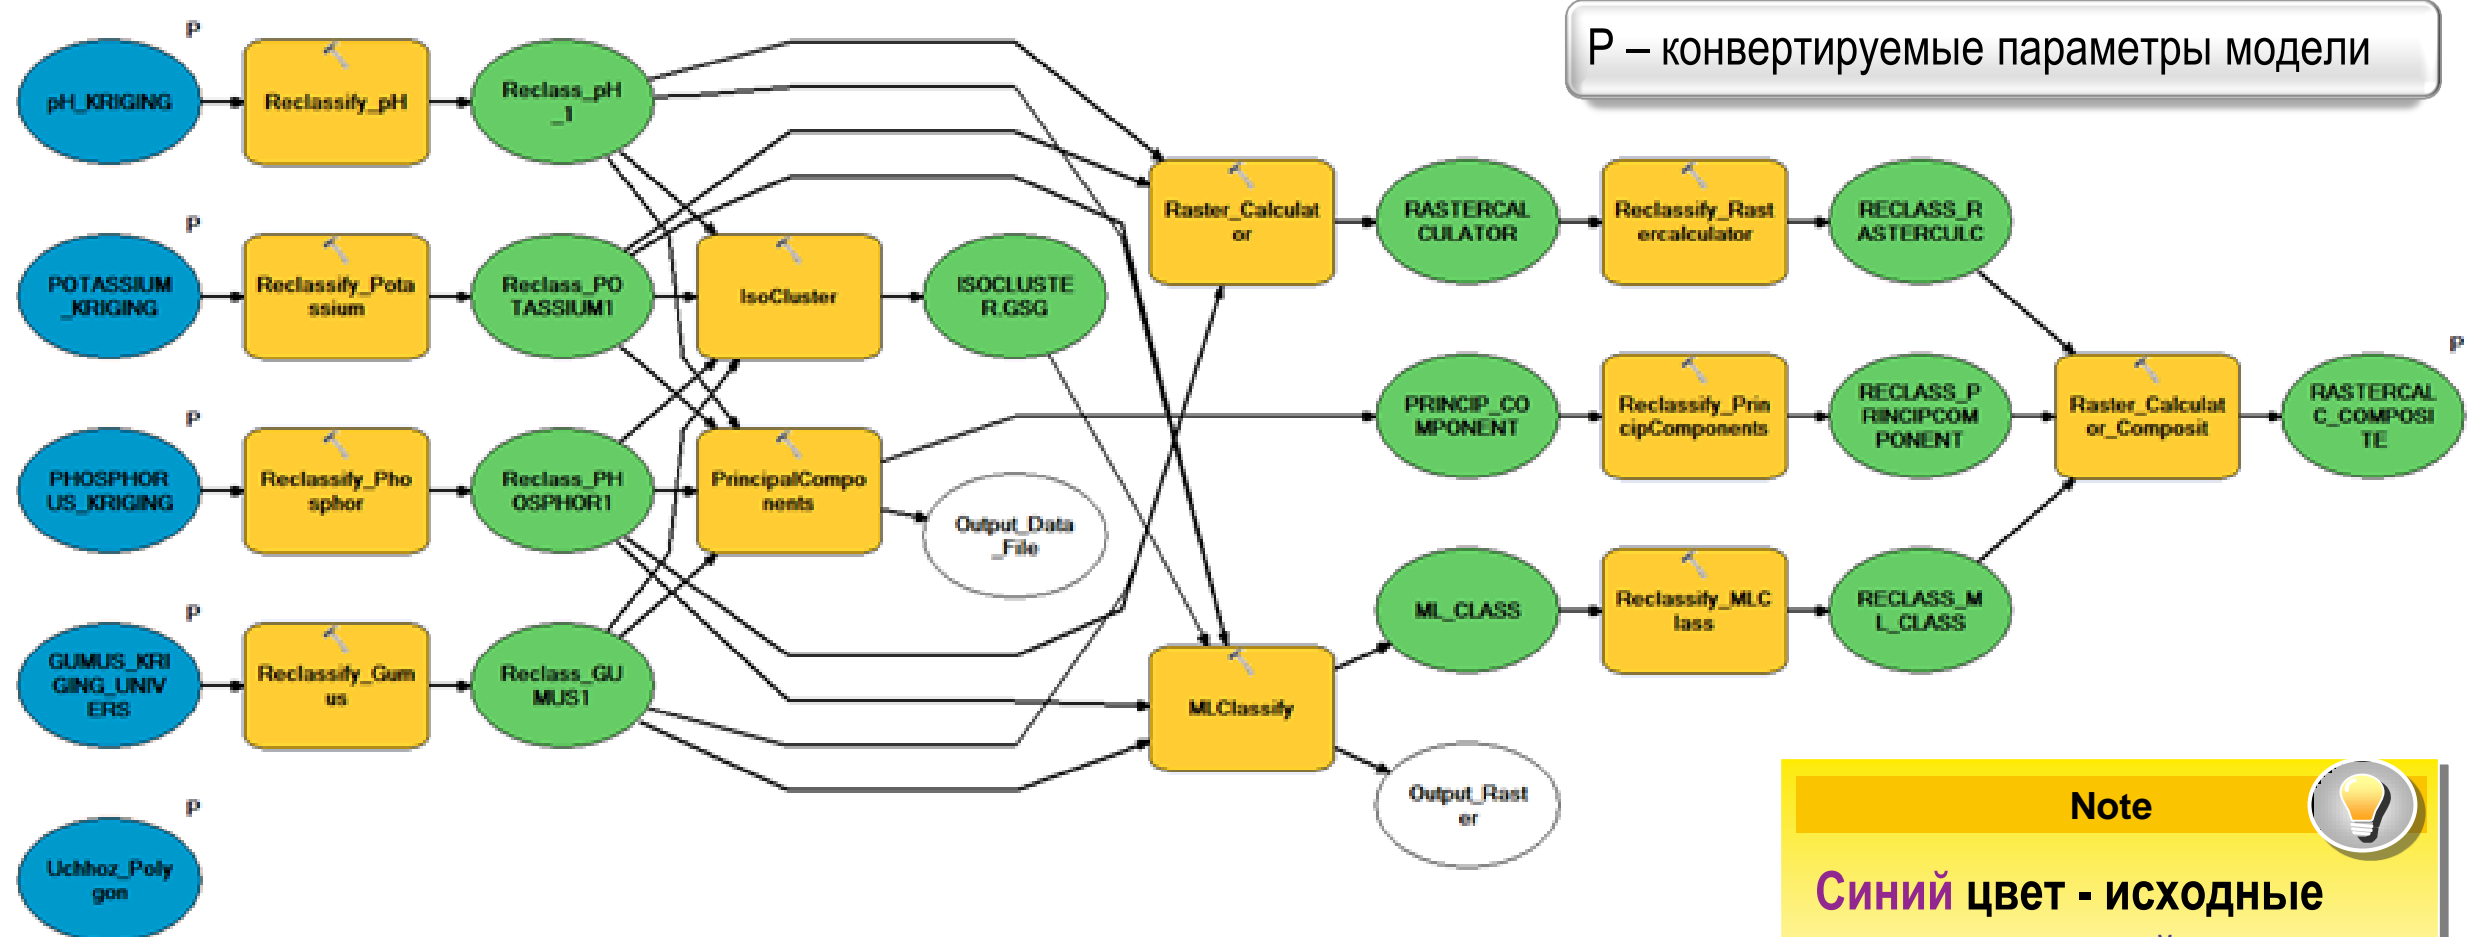 P – конвертируемые параметры модели
P
pH_KRIGING
Reclassify_pH
Reclass_pH
_1
P
POTASSIUM
_KRIGING
Reclassify_Pota
ssium
Reclass_PO
TASSIUM1
IsoCluster
ISOCLUSTE
R.GSG
Raster_Calculat
or
RASTERCAL
CULATOR
Reclassify_Rast
ercalculator
RECLASS_R
ASTERCULC
P
PHOSPHOR
US_KRIGING
Reclassify_Pho
sphor
Reclass_PH
OSPHOR1
PrincipalCompo
nents
Output_Data
_File
PRINCIP_CO
MPONENT
Reclassify_Prin
cipComponents
RECLASS_P
RINCIPCOM
PONENT
Raster_Calculat
or_Composit
P
RASTERCAL
C_COMPOSI
TE
P
GUMUS_KRI
GING_UNIV
ERS
Reclassify_Gum
us
Reclass_GU
MUS1
MLClassify
ML_CLASS
Reclassify_MLC
lass
RECLASS_M
L_CLASS
Output_Rast
er
P
Uchhoz_Poly
gon
Note
Синий цвет - исходные